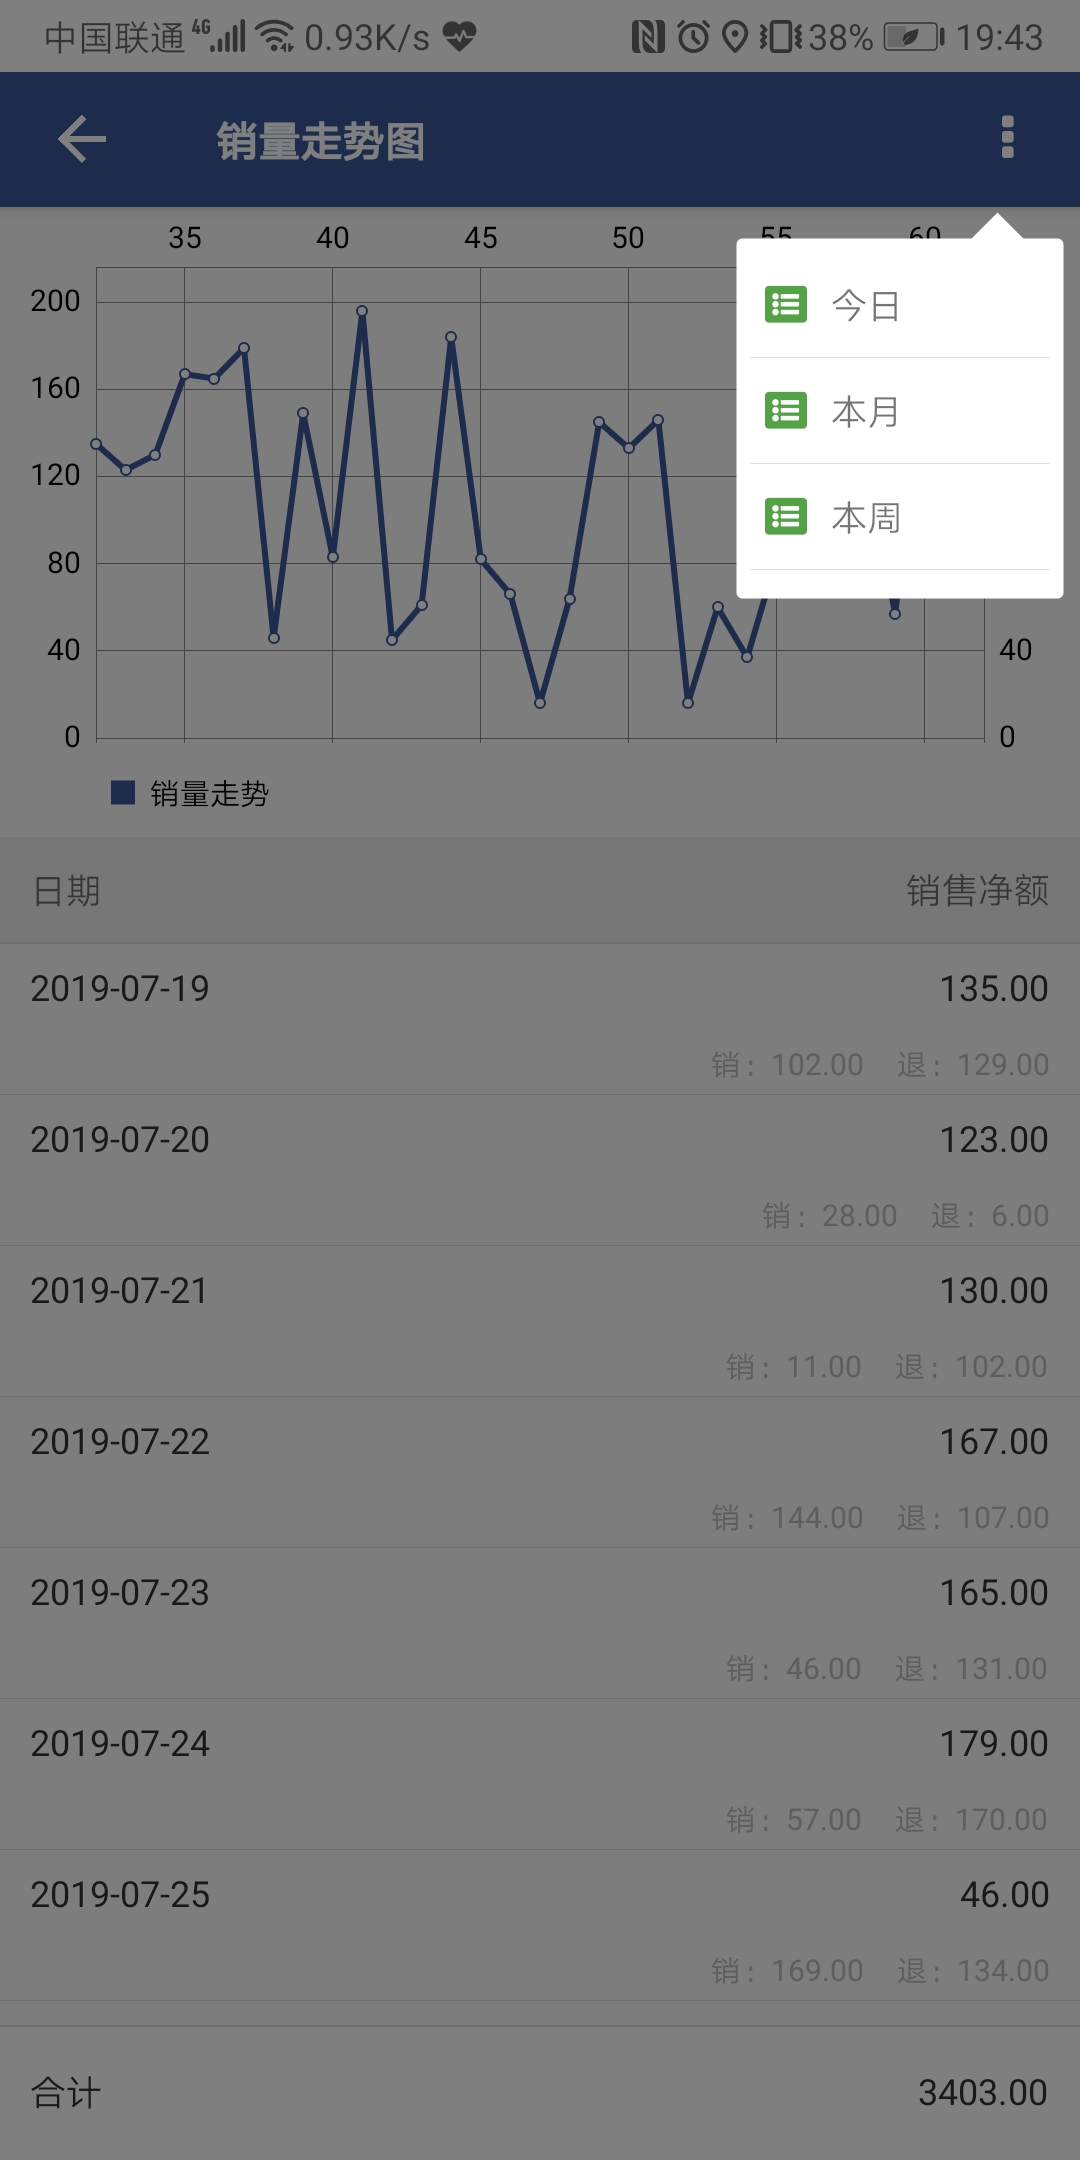 中国联通 4G 0.93K/s 38% 19:43
销量走势图
35 40 45 50 55 60
200
160
120
80
40 40
0 0
今日
本月
本周
销量走势
日期 销售净额
2019-07-19 135.00
销: 102.00 退: 129.00
2019-07-20 123.00
销: 28.00 退: 6.00
2019-07-21 130.00
销: 11.00 退: 102.00
2019-07-22 167.00
销: 144.00 退: 107.00
2019-07-23 165.00
销: 46.00 退: 131.00
2019-07-24 179.00
销: 57.00 退: 170.00
2019-07-25 46.00
销: 169.00 退: 134.00
合计 3403.00